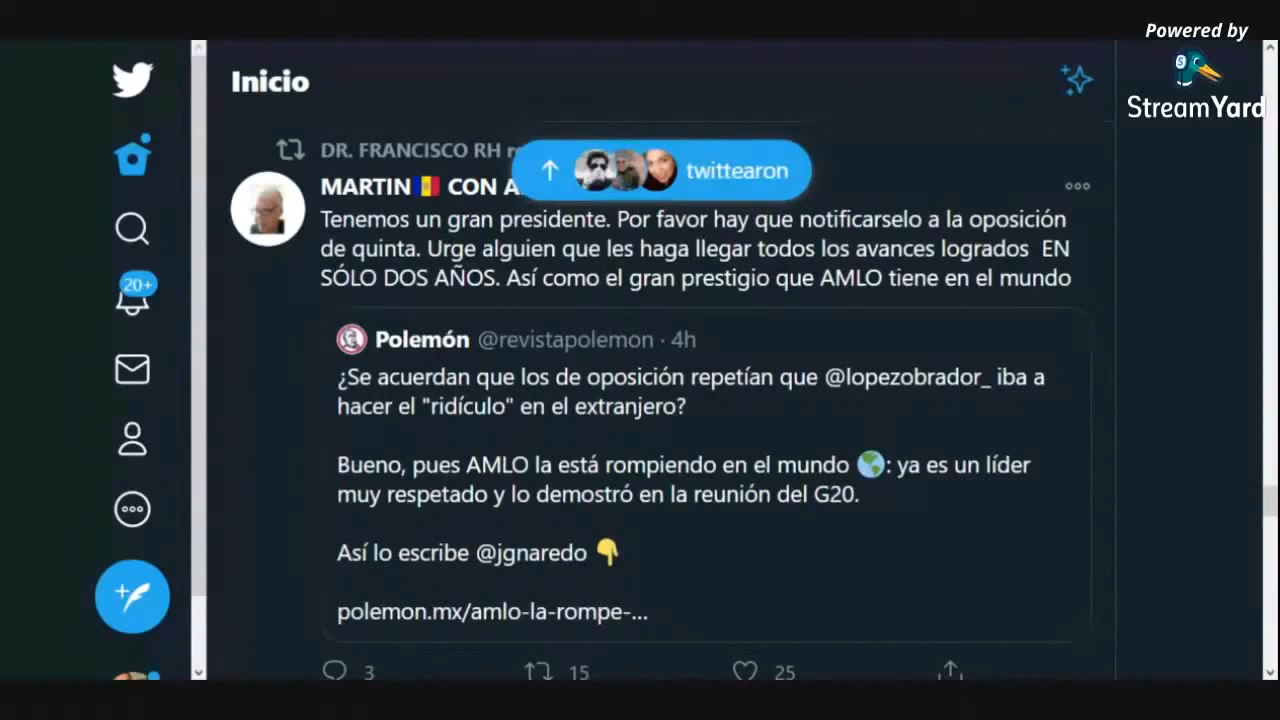 Powered by
StreamYard
Inicio
DR. FRANCISCO RH
twittearon
MARTIN🇲🇩 CON
Tenemos un gran presidente. Por favor hay que notificarselo a la oposición
de quinta. Urge alguien que les haga llegar todos los avances logrados EN
SÓLO DOS AÑOS. Así como el gran prestigio que AMLO tiene en el mundo
20+
Polemón @revistapolemon · 4h
¿Se acuerdan que los de oposición repetían que @lopezobrador_ iba a
hacer el "ridículo" en el extranjero?
Bueno, pues AMLO la está rompiendo en el mundo 🌎: ya es un líder
muy respetado y lo demostró en la reunión del G20.
Así lo escribe @jgnaredo 👇
polemon.mx/amlo-la-rompe-...
3 15 25